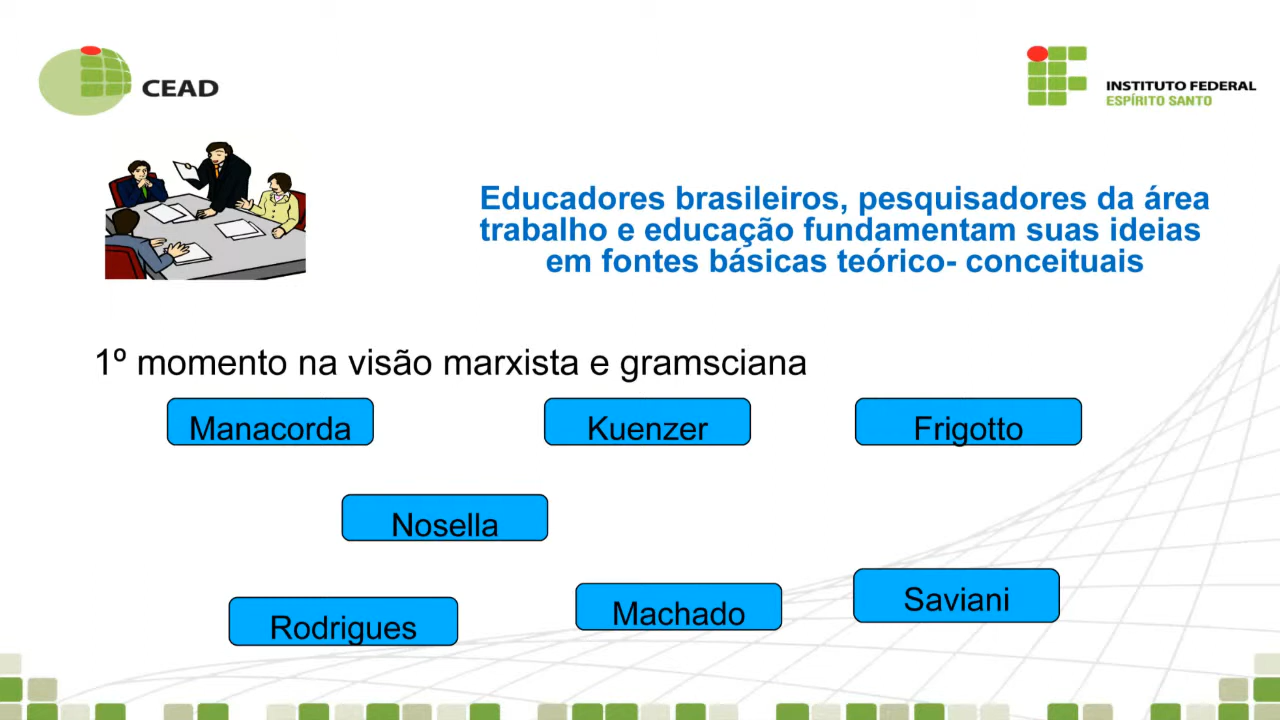 CEAD
INSTITUTO FEDERAL
ESPÍRITO SANTO
Educadores brasileiros, pesquisadores da área
trabalho e educação fundamentam suas ideias
em fontes básicas teórico- conceituais
1º momento na visão marxista e gramsciana
Manacorda
Kuenzer
Frigotto
Nosella
Rodrigues
Machado
Saviani